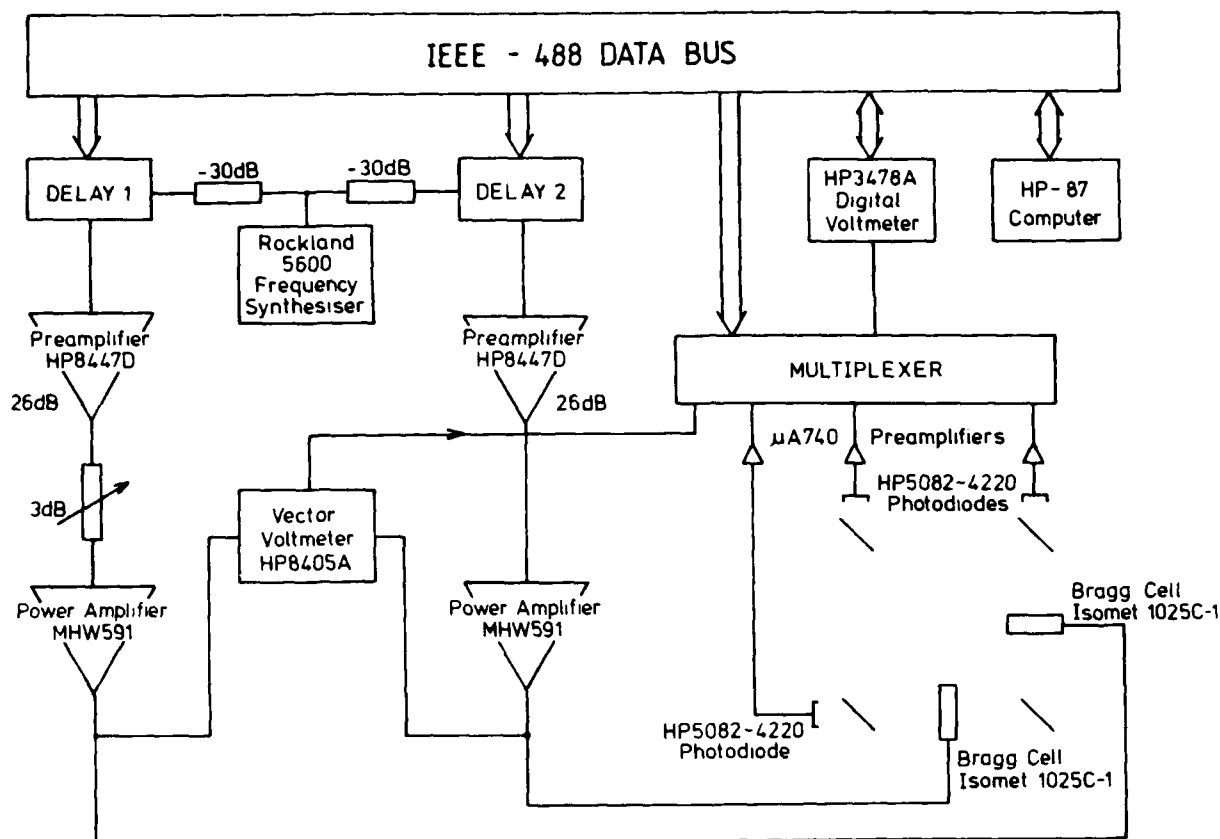 IEEE - 488 DATA BUS
DELAY 1
-30dB
-30dB
DELAY 2
HP3478A
Digital
Voltmeter
HP-87
Computer
Rockland
5600
Frequency
Synthesiser
Preamplifier
HP8447D
26dB
Preamplifier
HP8447D
26dB
MULTIPLEXER
µA740 Preamplifiers
HP5082-4220
Photodiodes
3dB
Vector
Voltmeter
HP8405A
Power Amplifier
MHW591
Power Amplifier
MHW591
Bragg Cell
Isomet 1025C-1
HP5082-4220
Photodiode
Bragg Cell
Isomet 1025C-1